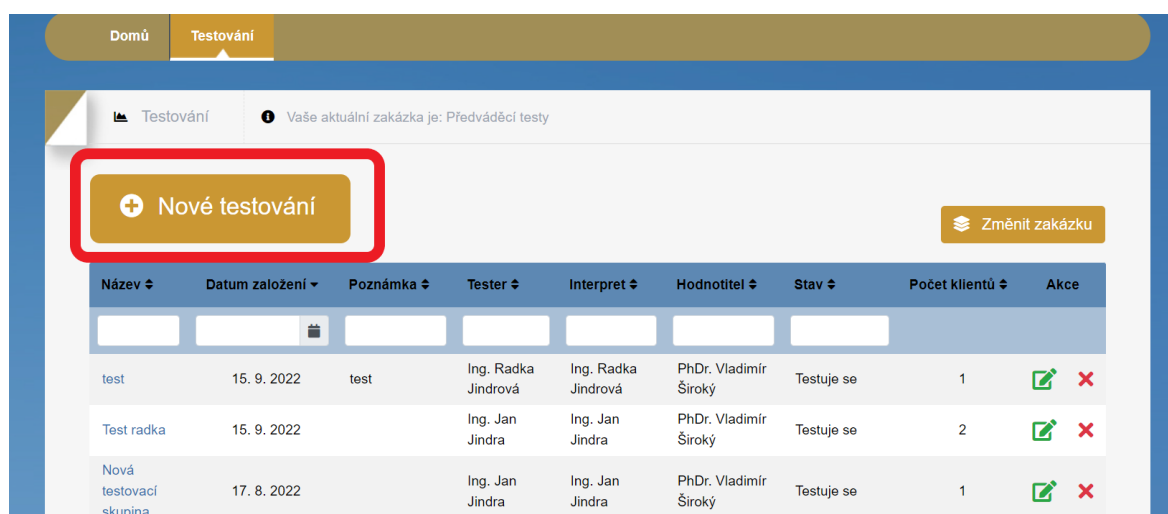 Domů Testování
Testování Vaše aktuální zakázka je: Předváděcí testy
Nové testování
Změnit zakázku
Název Datum založení Poznámka Tester Interpret Hodnotitel Stav Počet klientů Akce
test 15. 9. 2022 test Ing. Radka Jindrová Ing. Radka Jindrová PhDr. Vladimír Široký Testuje se 1
Test radka 15. 9. 2022 Ing. Jan Jindra Ing. Jan Jindra PhDr. Vladimír Široký Testuje se 2
Nová testovací skupina 17. 8. 2022 Ing. Jan Jindra Ing. Jan Jindra PhDr. Vladimír Široký Testuje se 1